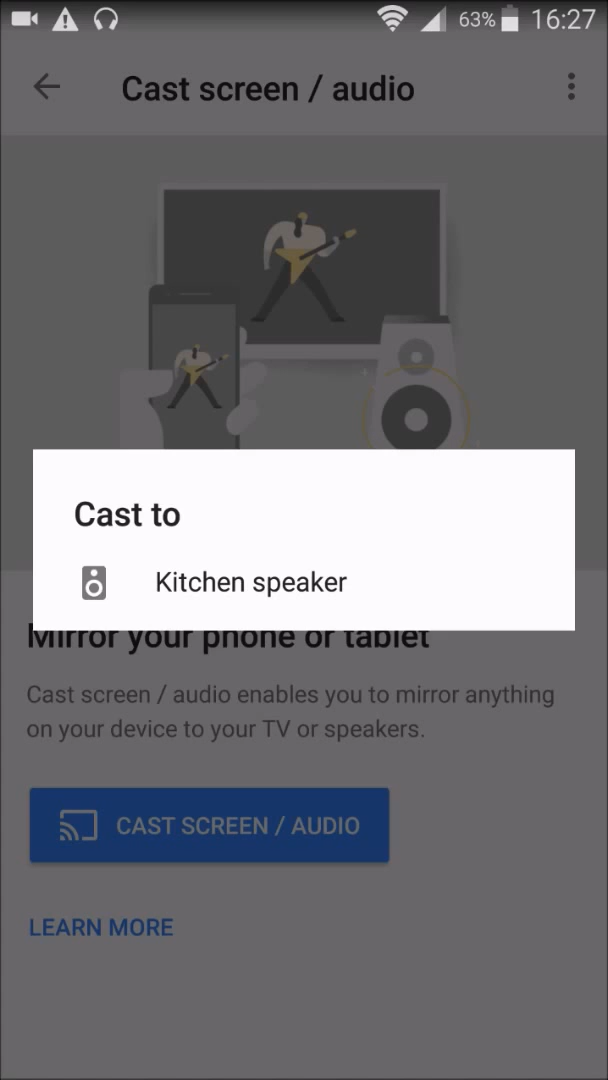 63% 16:27
Cast screen / audio
Cast to
Kitchen speaker
Mirror your phone or tablet
Cast screen / audio enables you to mirror anything
on your device to your TV or speakers.
CAST SCREEN / AUDIO
LEARN MORE